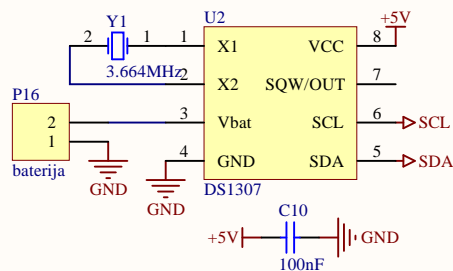 Y1
2 1
3.664MHz
U2
1 X1 VCC 8 +5V
2 X2 SQW/OUT 7
3 Vbat SCL 6 SCL
4 GND SDA 5 SDA
DS1307
P16
2
1
baterija
GND
GND
C10
+5V GND
100nF